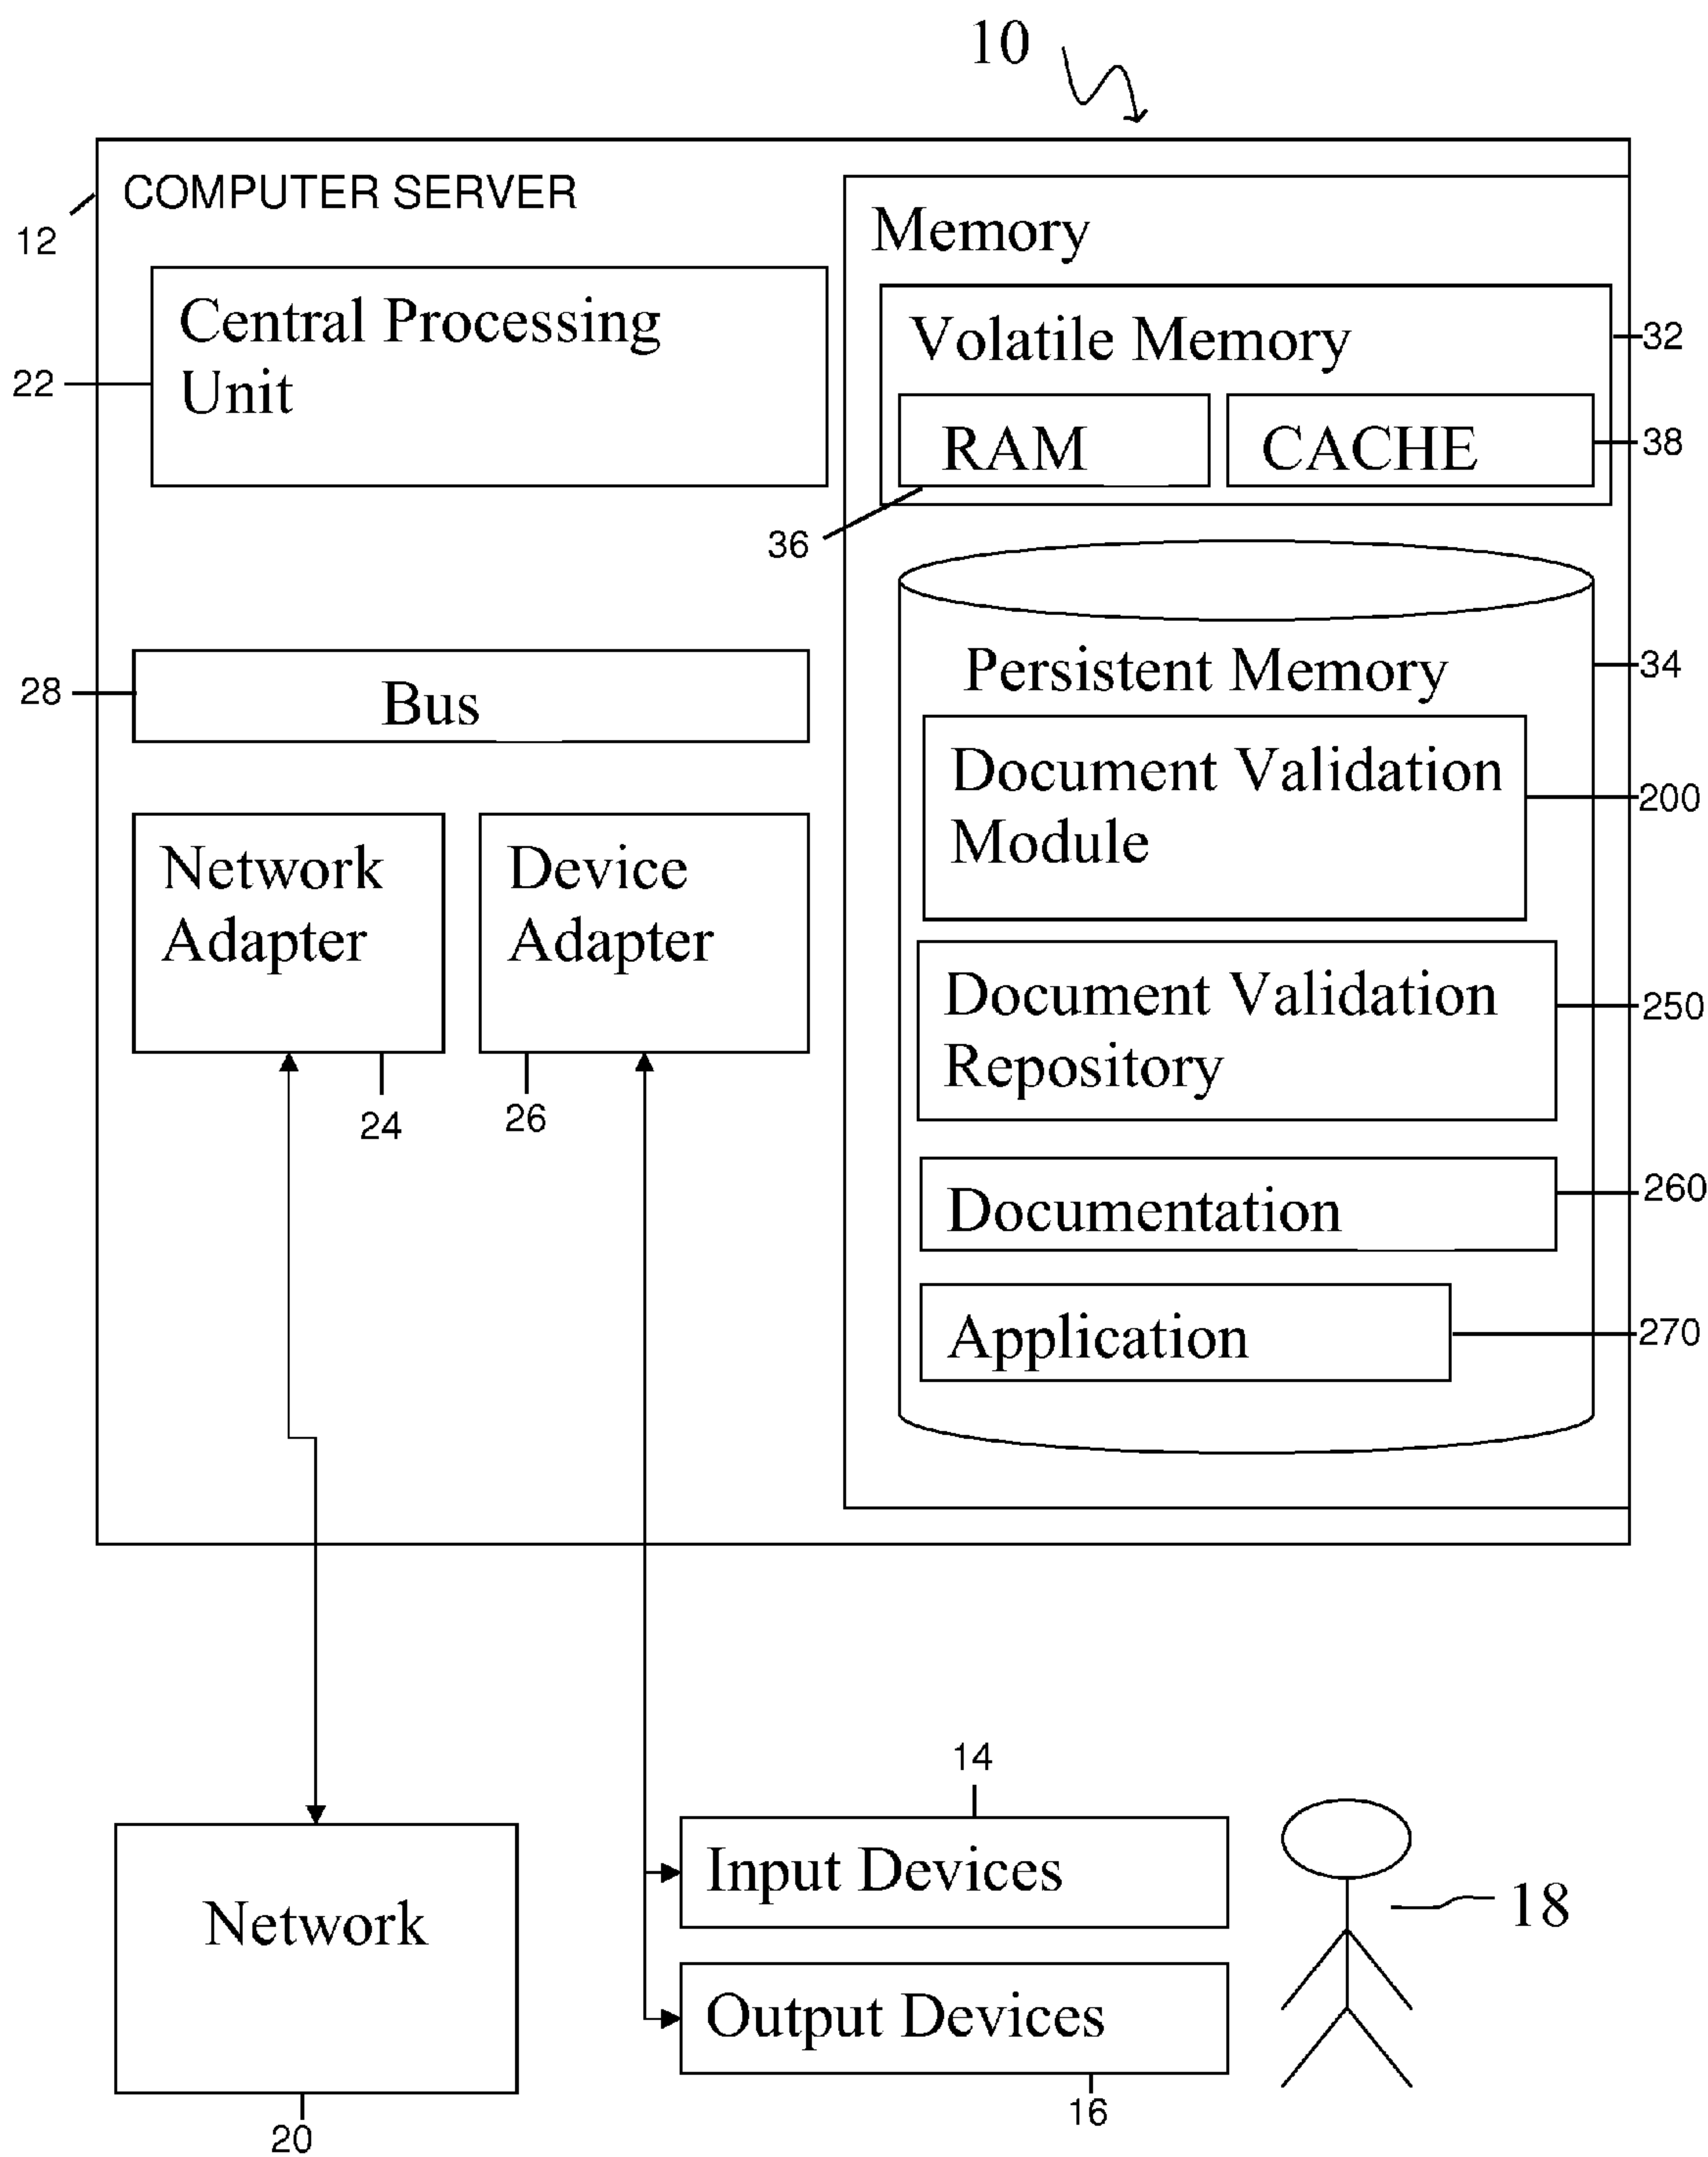 10
COMPUTER SERVER
12
Memory
Central Processing
Unit
22
Volatile Memory
32
RAM
CACHE
38
36
Persistent Memory
34
Bus
28
Document Validation
Module
200
Network
Adapter
24
Device
Adapter
26
Document Validation
Repository
250
Documentation
260
Application
270
14
Input Devices
18
Network
20
Output Devices
16